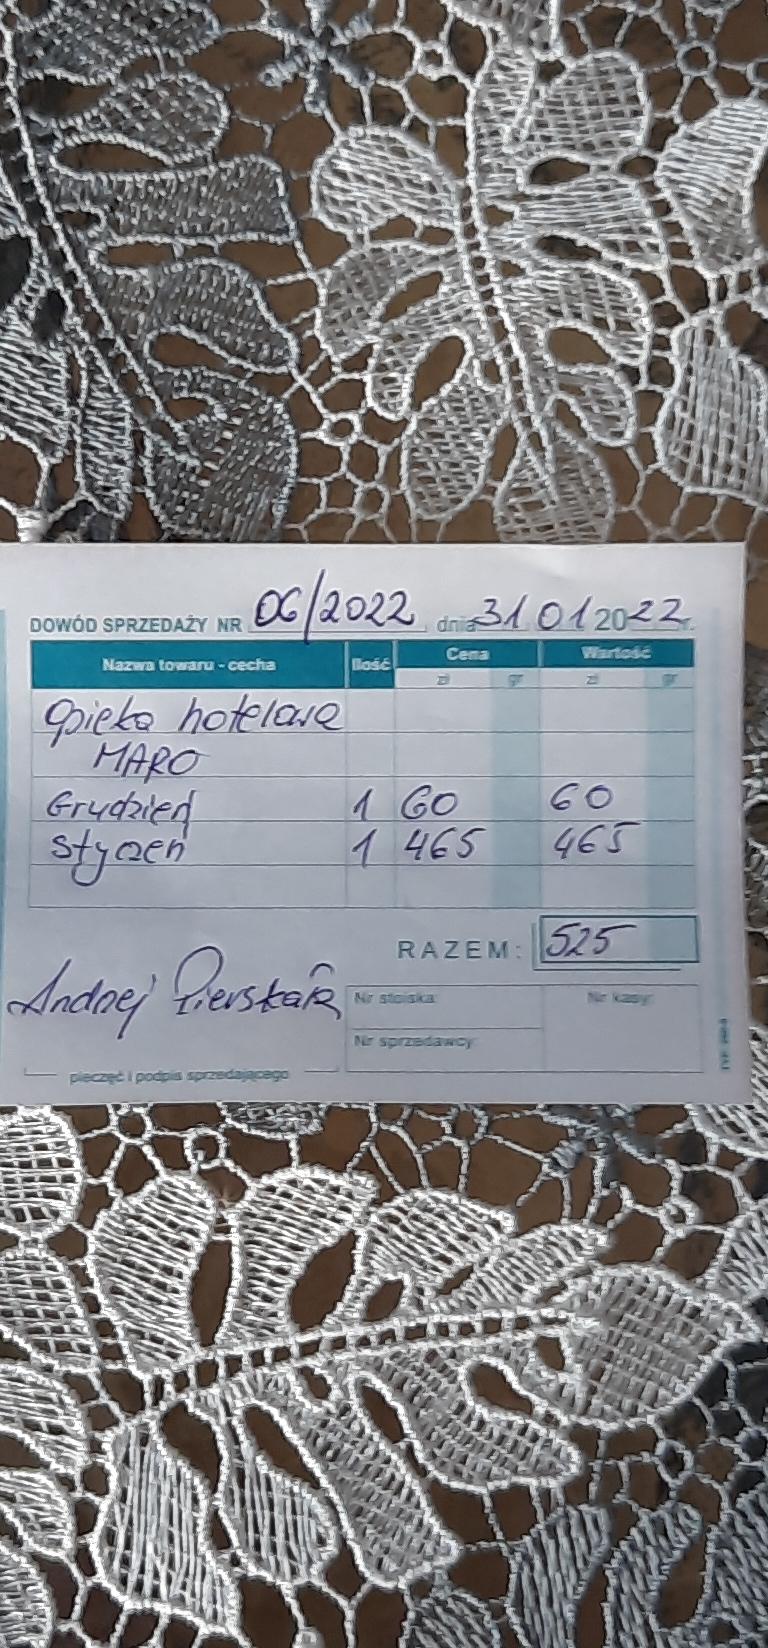 DOWÓD SPRZEDAŻY NR 06/2022 dnia 31 01 2022 r.
Nazwa towaru - cecha Ilość Cena Wartość
zł gr zł gr
Opieka hotelowa
MARO
Grudzień 1 60 60
Styczeń 1 465 465
RAZEM: 525
Andrzej Pierskała
Nr stoiska: Nr kasy:
Nr sprzedawcy:
pieczęć i podpis sprzedającego